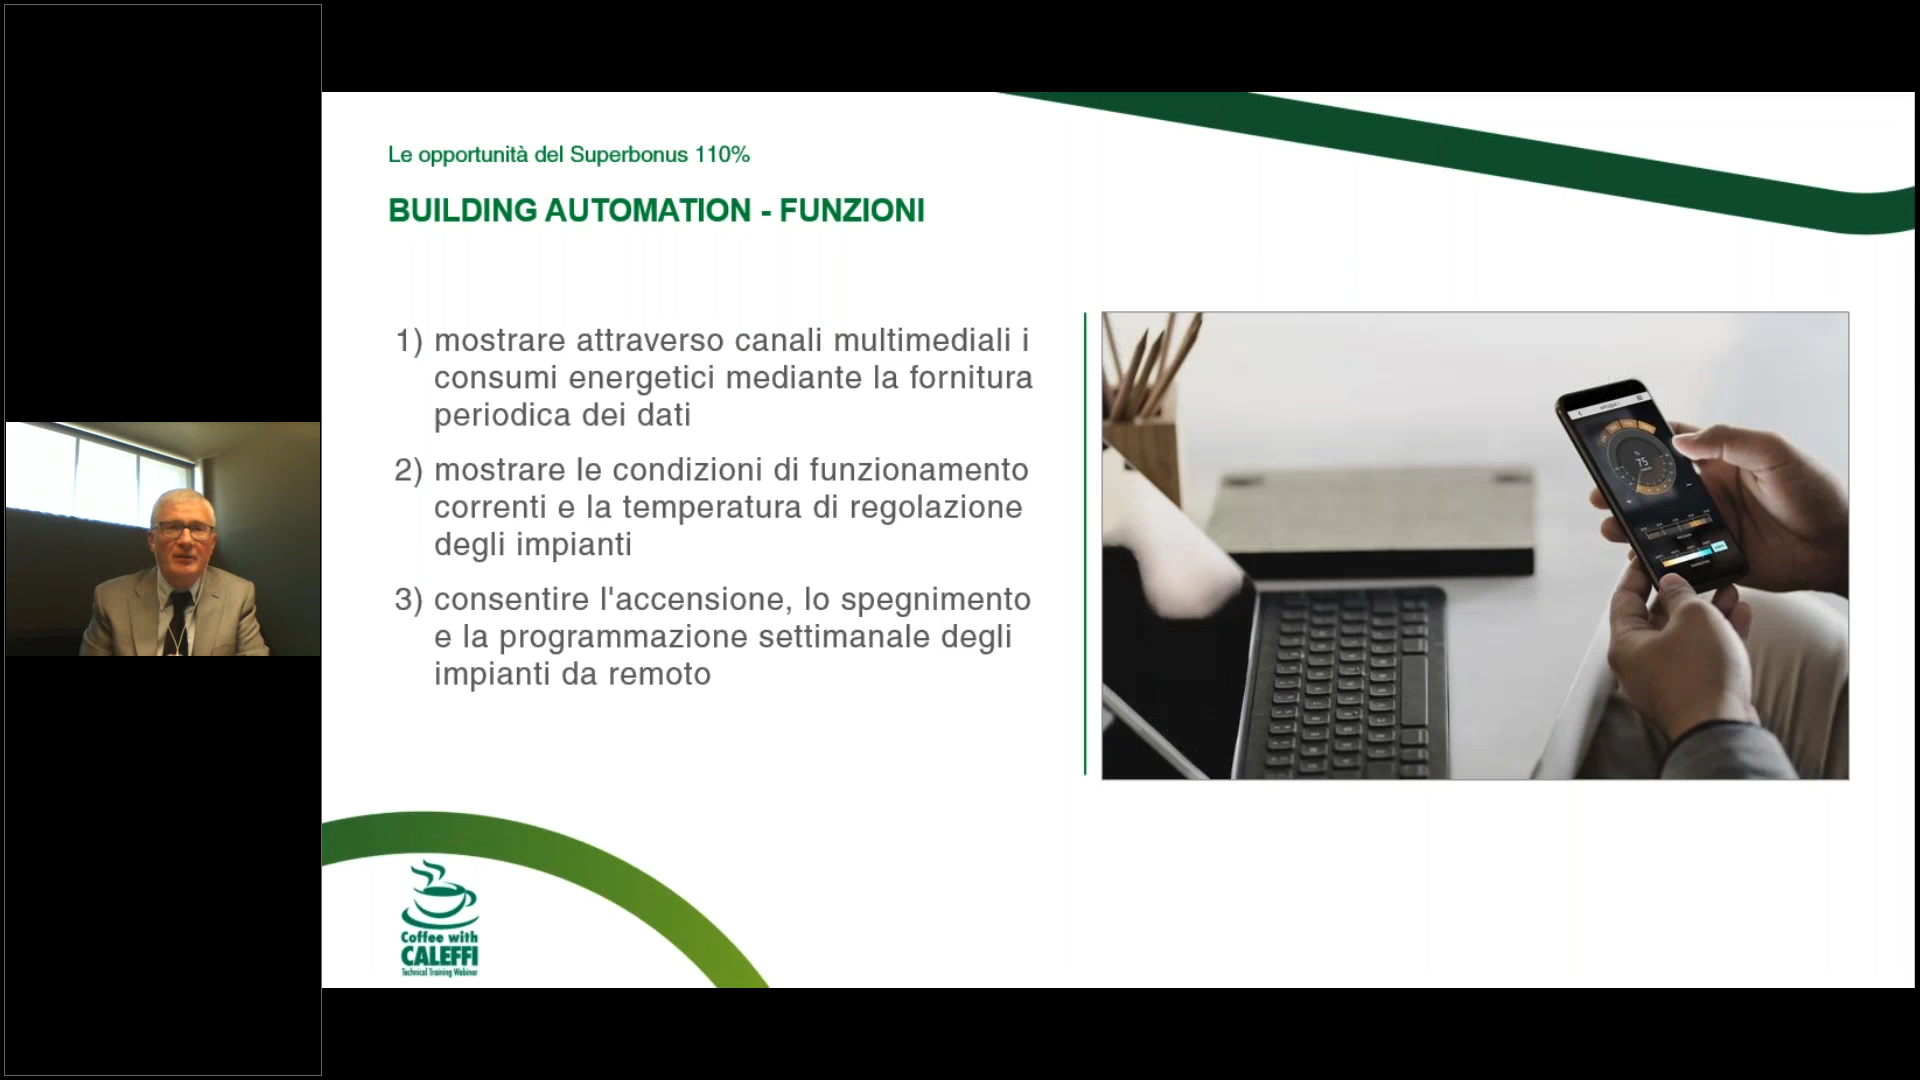 Le opportunità del Superbonus 110%
BUILDING AUTOMATION - FUNZIONI
1) mostrare attraverso canali multimediali i
consumi energetici mediante la fornitura
periodica dei dati
2) mostrare le condizioni di funzionamento
correnti e la temperatura di regolazione
degli impianti
3) consentire l'accensione, lo spegnimento
e la programmazione settimanale degli
impianti da remoto
75
Coffee with
CALEFFI
Technical Training Webinar